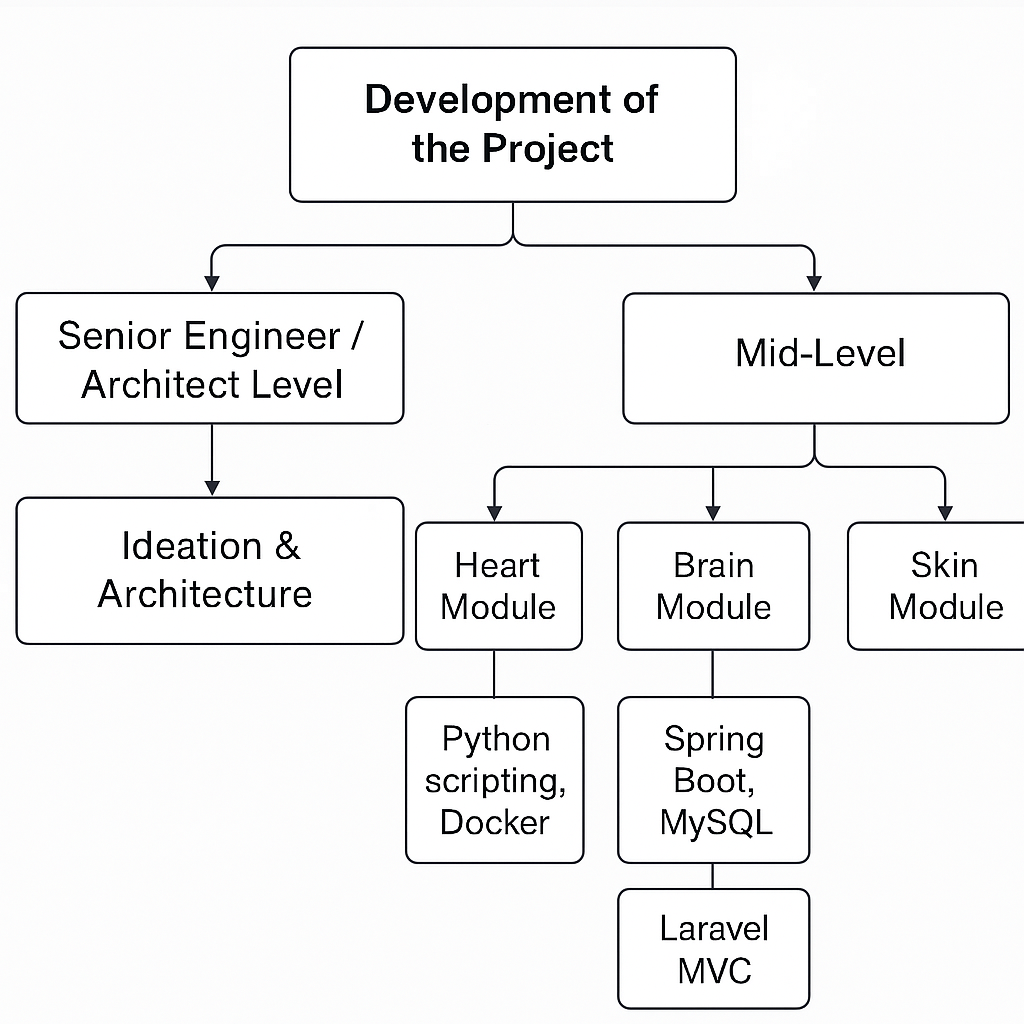 Development of
the Project
Senior Engineer /
Architect Level
Mid-Level
Ideation &
Architecture
Heart
Module
Brain
Module
Skin
Module
Python
scripting,
Docker
Spring
Boot,
MySQL
Laravel
MVC